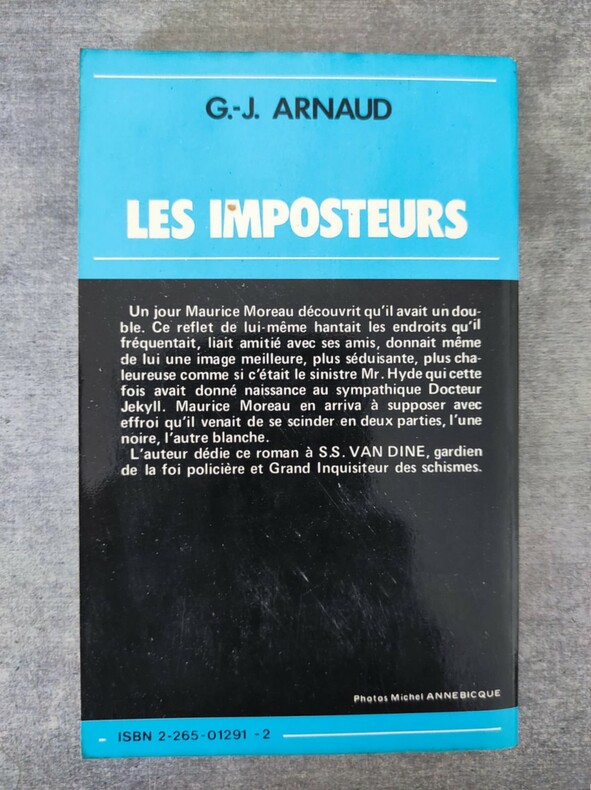 G.-J. ARNAUD
LES IMPOSTEURS
Un jour Maurice Moreau découvrit qu'il avait un dou-
ble. Ce reflet de lui-même hantait les endroits qu'il
fréquentait, liait amitié avec ses amis, donnait même
de lui une image meilleure, plus séduisante, plus cha-
leureuse comme si c'était le sinistre Mr. Hyde qui cette
fois avait donné naissance au sympathique Docteur
Jekyll. Maurice Moreau en arriva à supposer avec
effroi qu'il venait de se scinder en deux parties, l'une
noire, l'autre blanche.
L'auteur dédie ce roman à S.S. VAN DINE, gardien
de la foi policière et Grand Inquisiteur des schismes.
Photos Michel ANNEBICQUE
ISBN 2-265-01291 -2